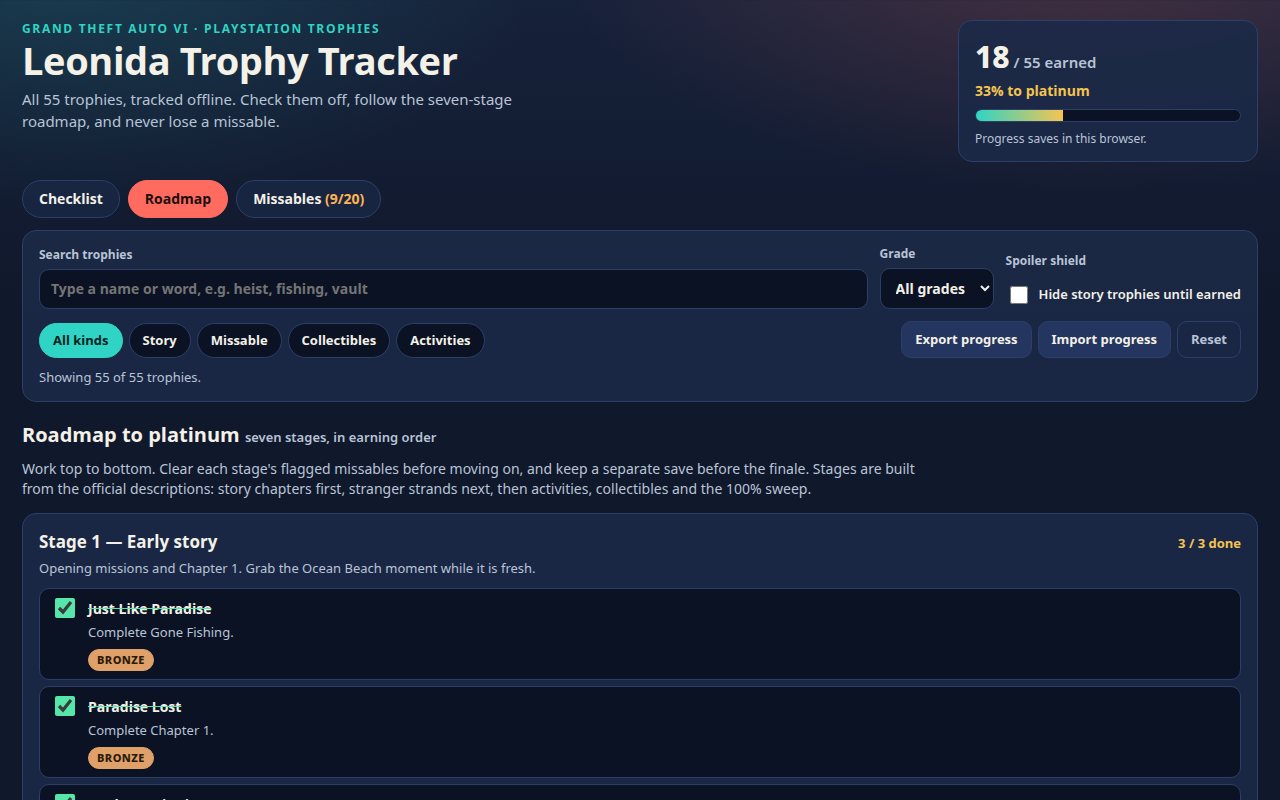 GRAND THEFT AUTO VI · PLAYSTATION TROPHIES
Leonida Trophy Tracker
All 55 trophies, tracked offline. Check them off, follow the seven-stage
roadmap, and never lose a missable.
18 / 55 earned
33% to platinum
Progress saves in this browser.
Checklist
Roadmap
Missables (9/20)
Search trophies
Type a name or word, e.g. heist, fishing, vault
Grade
All grades
Spoiler shield
Hide story trophies until earned
All kinds
Story
Missable
Collectibles
Activities
Export progress
Import progress
Reset
Showing 55 of 55 trophies.
Roadmap to platinum seven stages, in earning order
Work top to bottom. Clear each stage's flagged missables before moving on, and keep a separate save before the finale. Stages are built
from the official descriptions: story chapters first, stranger strands next, then activities, collectibles and the 100% sweep.
Stage 1 — Early story
3 / 3 done
Opening missions and Chapter 1. Grab the Ocean Beach moment while it is fresh.
Just Like Paradise
Complete Gone Fishing.
BRONZE
Paradise Lost
Complete Chapter 1.
BRONZE